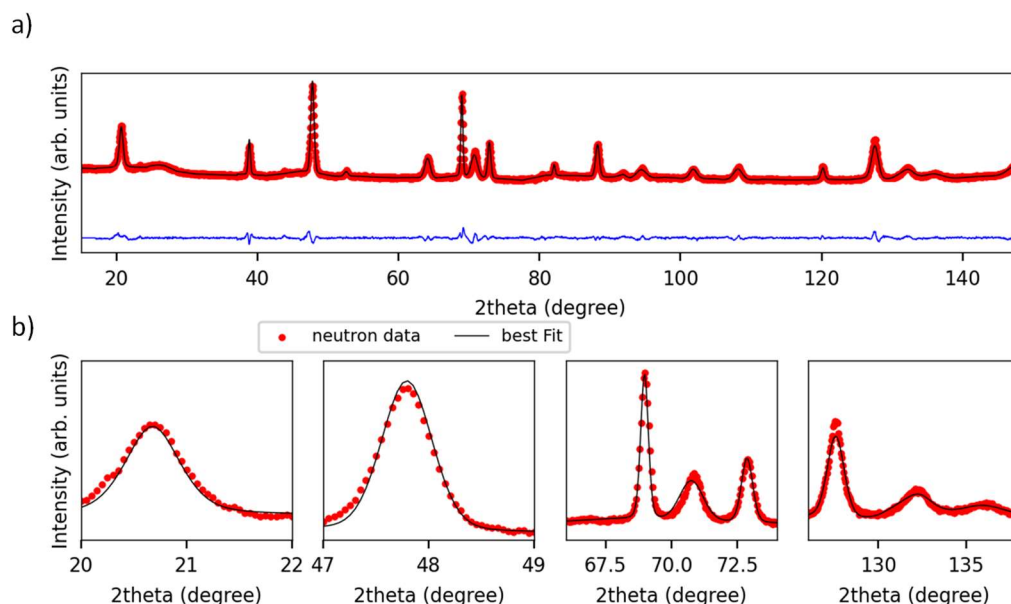 a)
Intensity (arb. units)
20 40 60 80 100 120 140
2theta (degree)
b)
neutron data best Fit
Intensity (arb. units)
20 21 22 47 48 49 67.5 70.0 72.5 130 135
2theta (degree) 2theta (degree) 2theta (degree) 2theta (degree)